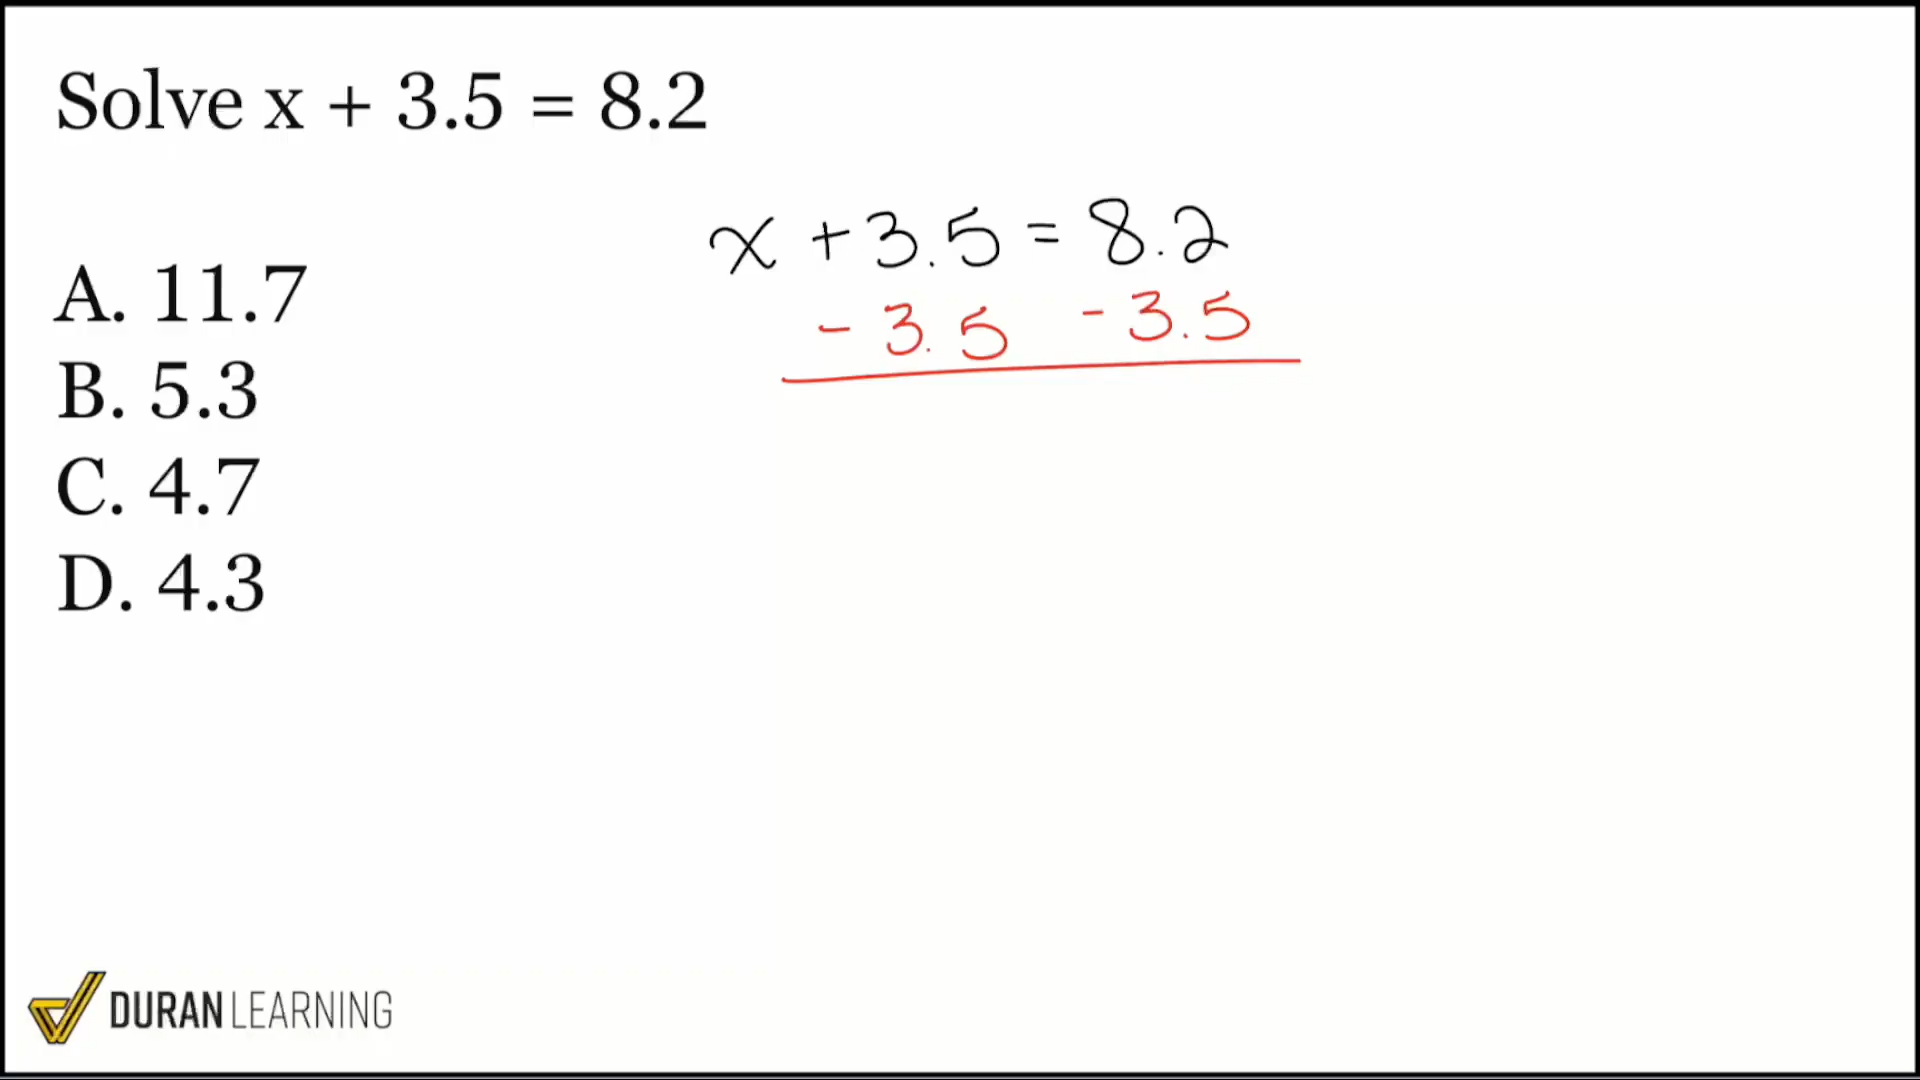 Solve x + 3.5 = 8.2
x + 3.5 = 8.2
- 3.5 - 3.5
A. 11.7
B. 5.3
C. 4.7
D. 4.3
DURAN LEARNING